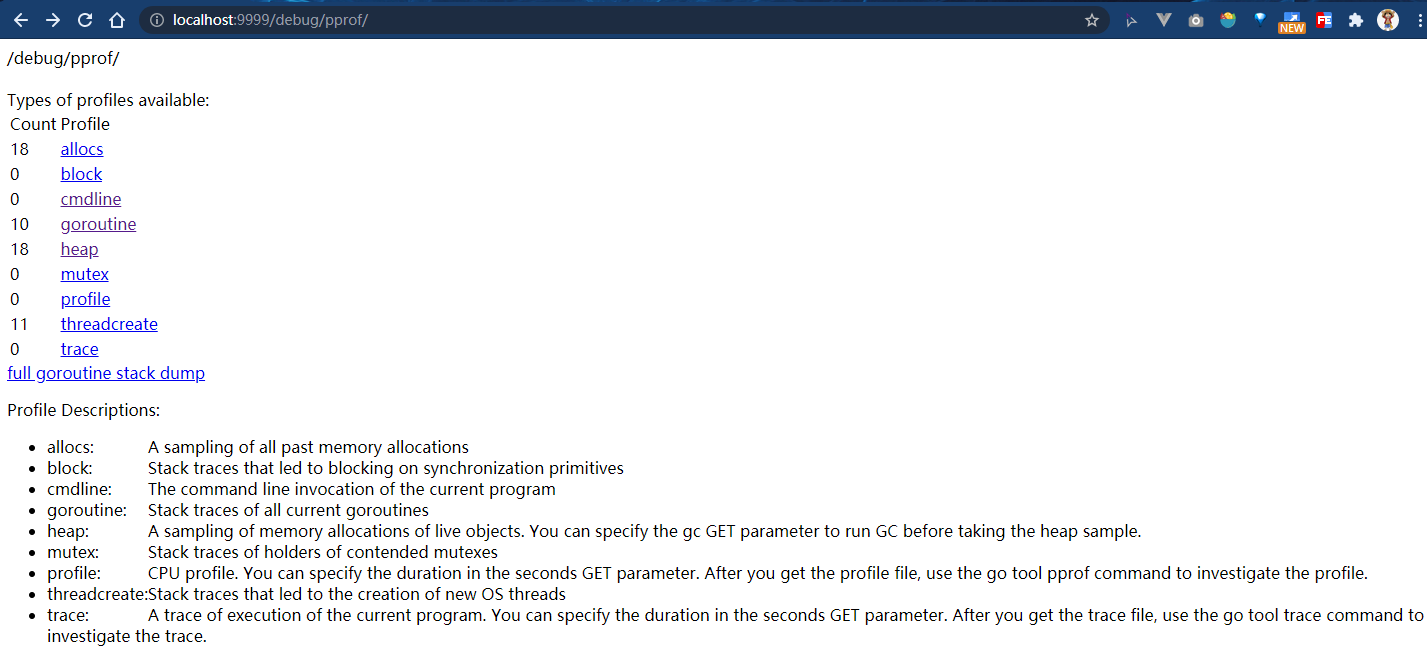 localhost:9999/debug/pprof/
NEW
FE
/debug/pprof/
Types of profiles available:
Count Profile
18 allocs
0 block
0 cmdline
10 goroutine
18 heap
0 mutex
0 profile
11 threadcreate
0 trace
full goroutine stack dump
Profile Descriptions:
• allocs: A sampling of all past memory allocations
• block: Stack traces that led to blocking on synchronization primitives
• cmdline: The command line invocation of the current program
• goroutine: Stack traces of all current goroutines
• heap: A sampling of memory allocations of live objects. You can specify the gc GET parameter to run GC before taking the heap sample.
• mutex: Stack traces of holders of contended mutexes
• profile: CPU profile. You can specify the duration in the seconds GET parameter. After you get the profile file, use the go tool pprof command to investigate the profile.
• threadcreate:Stack traces that led to the creation of new OS threads
• trace: A trace of execution of the current program. You can specify the duration in the seconds GET parameter. After you get the trace file, use the go tool trace command to
investigate the trace.